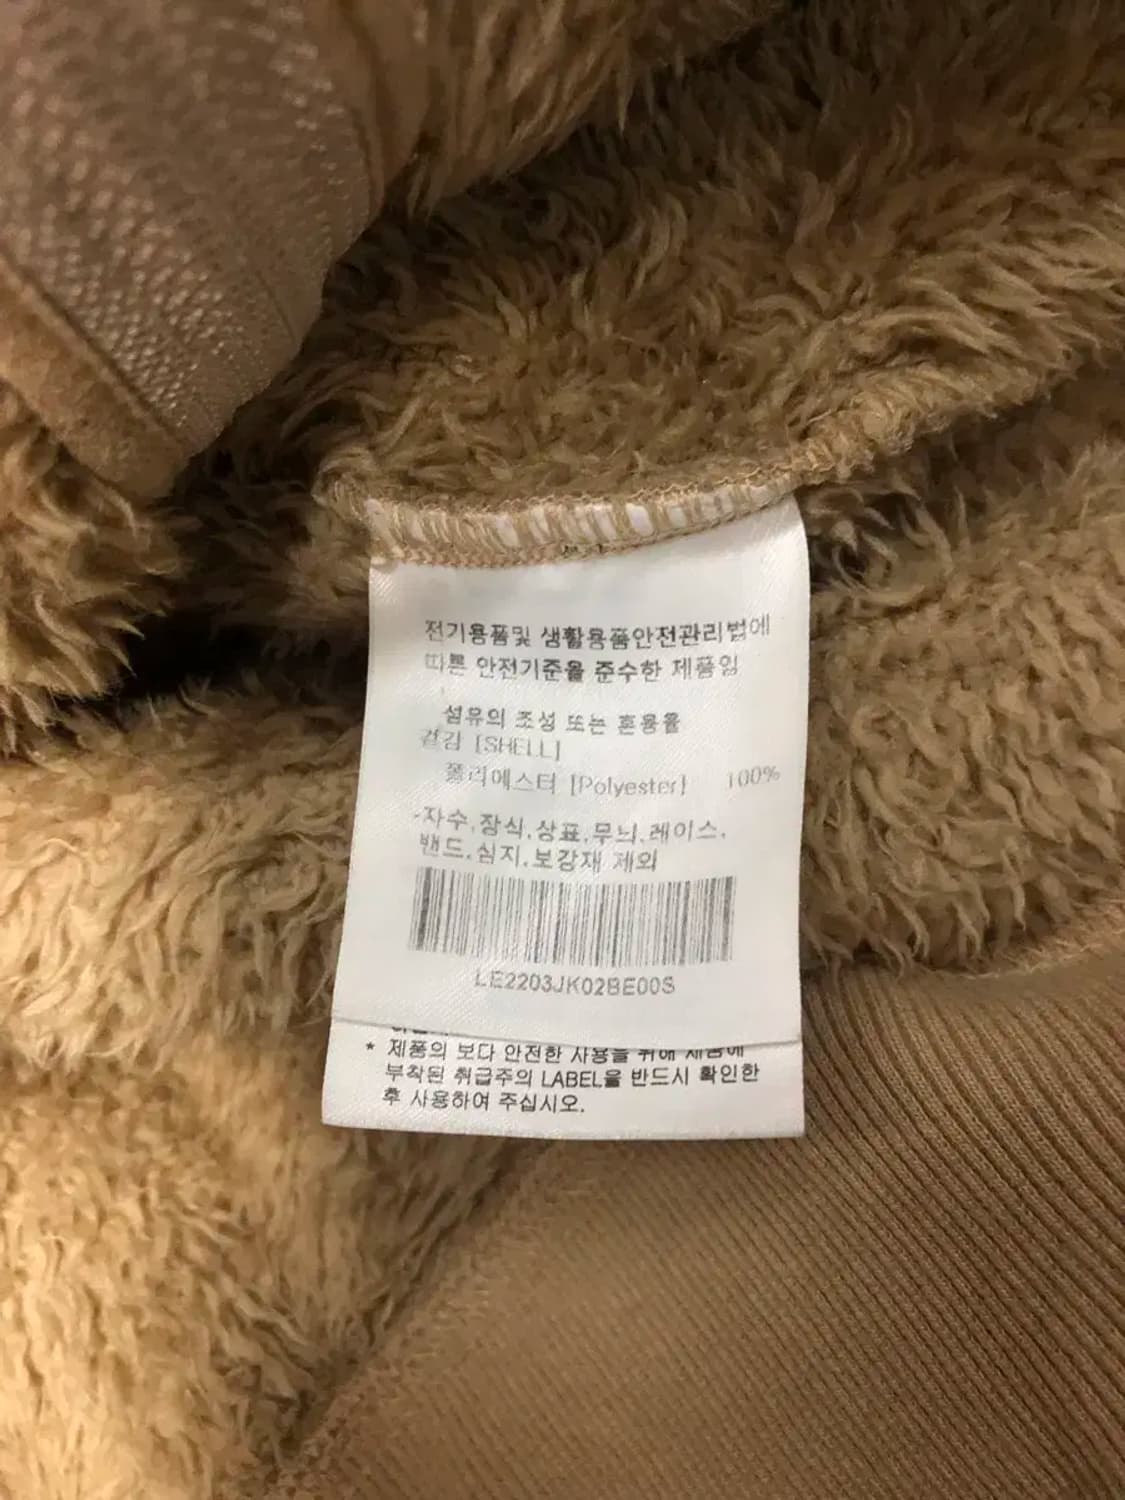 전기용품및 생활용품안전관리법에
따른 안전기준을 준수한 제품임
섬유의 조성 또는 혼용율
겉감 [SHELL]
폴리에스터 [Polyester] 100%
-자수,장식,상표,무늬,레이스,
밴드,심지,보강재 제외
LE2203JK02BE00S
* 제품의 보다 안전한 사용을 위해 제품에
부착된 취급주의 LABEL을 반드시 확인한
후 사용하여 주십시오.